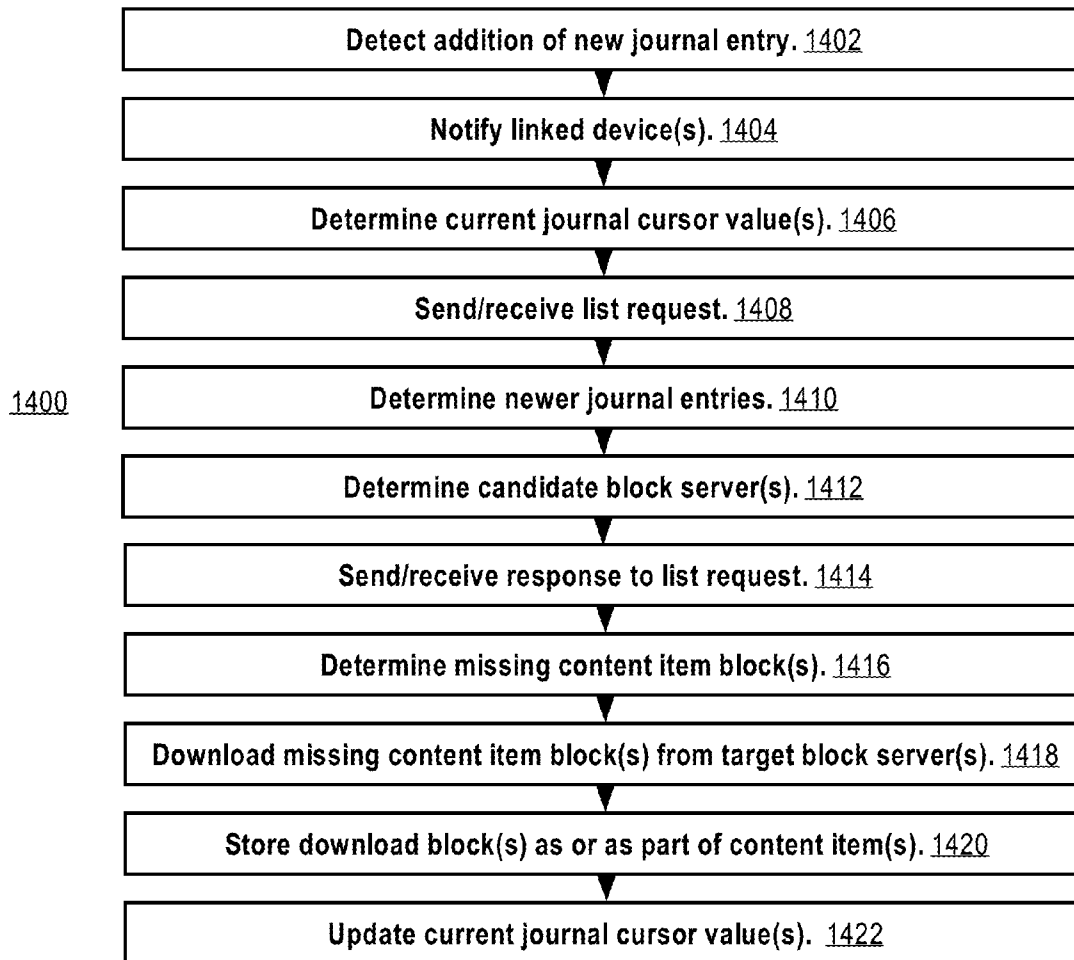 Detect addition of new journal entry. 1402
Notify linked device(s). 1404
Determine current journal cursor value(s). 1406
Send/receive list request. 1408
1400
Determine newer journal entries. 1410
Determine candidate block server(s). 1412
Send/receive response to list request. 1414
Determine missing content item block(s). 1416
Download missing content item block(s) from target block server(s). 1418
Store download block(s) as or as part of content item(s). 1420
Update current journal cursor value(s). 1422